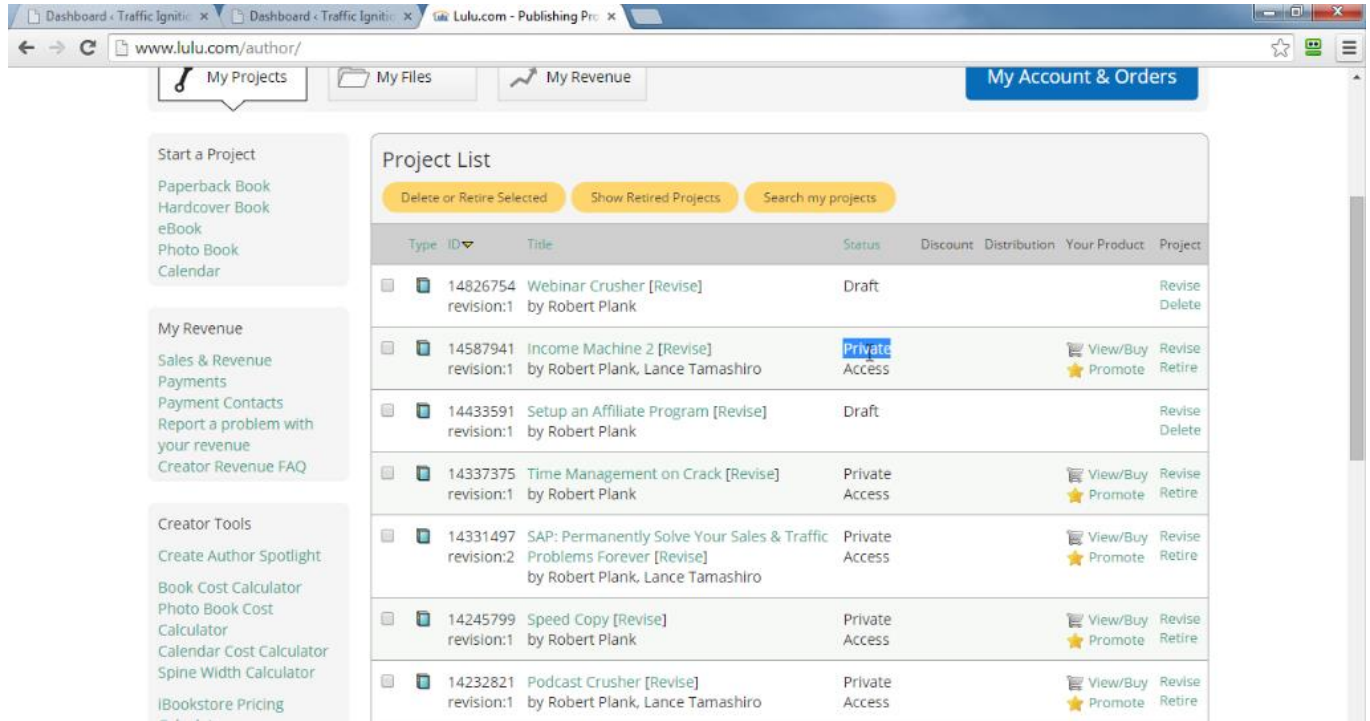 Dashboard ‹ Traffic Ignitio
Dashboard ‹ Traffic Ignitio
Lulu.com - Publishing Pro
www.lulu.com/author/
My Projects
My Files
My Revenue
My Account & Orders
Start a Project
Paperback Book
Hardcover Book
eBook
Photo Book
Calendar
My Revenue
Sales & Revenue
Payments
Payment Contacts
Report a problem with
your revenue
Creator Revenue FAQ
Creator Tools
Create Author Spotlight
Book Cost Calculator
Photo Book Cost
Calculator
Calendar Cost Calculator
Spine Width Calculator
iBookstore Pricing
Project List
Delete or Retire Selected Show Retired Projects Search my projects
Type ID Title Status Discount Distribution Your Product Project
14826754 Webinar Crusher [Revise] Draft Revise
revision:1 by Robert Plank Delete
14587941 Income Machine 2 [Revise] Private View/Buy Revise
revision:1 by Robert Plank, Lance Tamashiro Access Promote Retire
14433591 Setup an Affiliate Program [Revise] Draft Revise
revision:1 by Robert Plank Delete
14337375 Time Management on Crack [Revise] Private View/Buy Revise
revision:1 by Robert Plank Access Promote Retire
14331497 SAP: Permanently Solve Your Sales & Traffic Private View/Buy Revise
revision:2 Problems Forever [Revise] Access Promote Retire
by Robert Plank, Lance Tamashiro
14245799 Speed Copy [Revise] Private View/Buy Revise
revision:1 by Robert Plank Access Promote Retire
14232821 Podcast Crusher [Revise] Private View/Buy Revise
revision:1 by Robert Plank, Lance Tamashiro Access Promote Retire